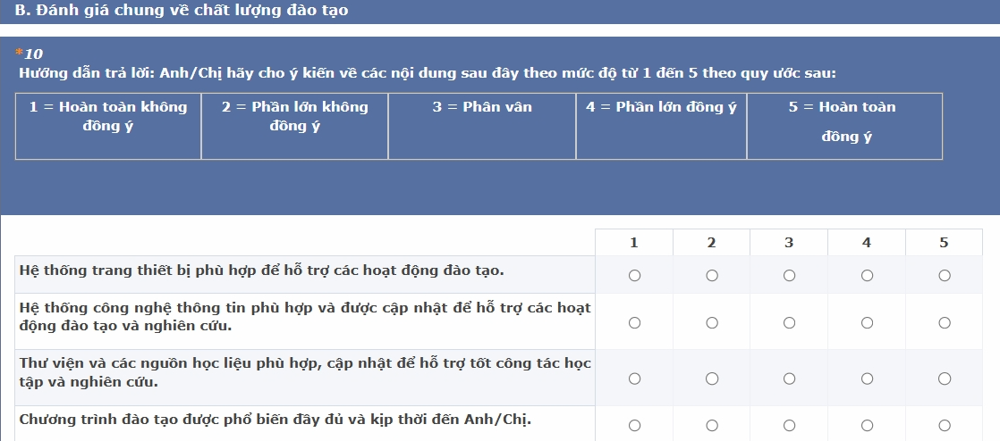 B. Đánh giá chung về chất lượng đào tạo
*10
Hướng dẫn trả lời: Anh/Chị hãy cho ý kiến về các nội dung sau đây theo mức độ từ 1 đến 5 theo quy ước sau:
1 = Hoàn toàn không
đồng ý
2 = Phần lớn không
đồng ý
3 = Phân vân
4 = Phần lớn đồng ý
5 = Hoàn toàn
đồng ý
1 2 3 4 5
Hệ thống trang thiết bị phù hợp để hỗ trợ các hoạt động đào tạo.
Hệ thống công nghệ thông tin phù hợp và được cập nhật để hỗ trợ các hoạt
động đào tạo và nghiên cứu.
Thư viện và các nguồn học liệu phù hợp, cập nhật để hỗ trợ tốt công tác học
tập và nghiên cứu.
Chương trình đào tạo được phổ biến đầy đủ và kịp thời đến Anh/Chị.